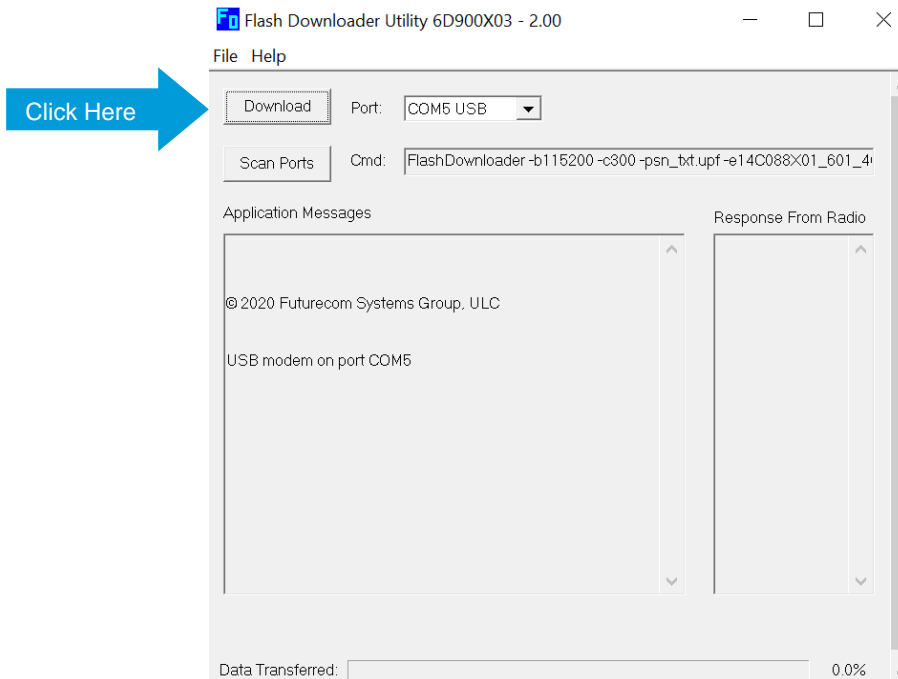 FD Flash Downloader Utility 6D900X03 - 2.00
File Help
Click Here
Download Port: COM5 USB
Scan Ports Cmd: FlashDownloader -b115200 -c300 -psn_txt.upf -e14C088X01_601_4
Application Messages
Response From Radio
© 2020 Futurecom Systems Group, ULC
USB modem on port COM5
Data Transferred: 0.0%